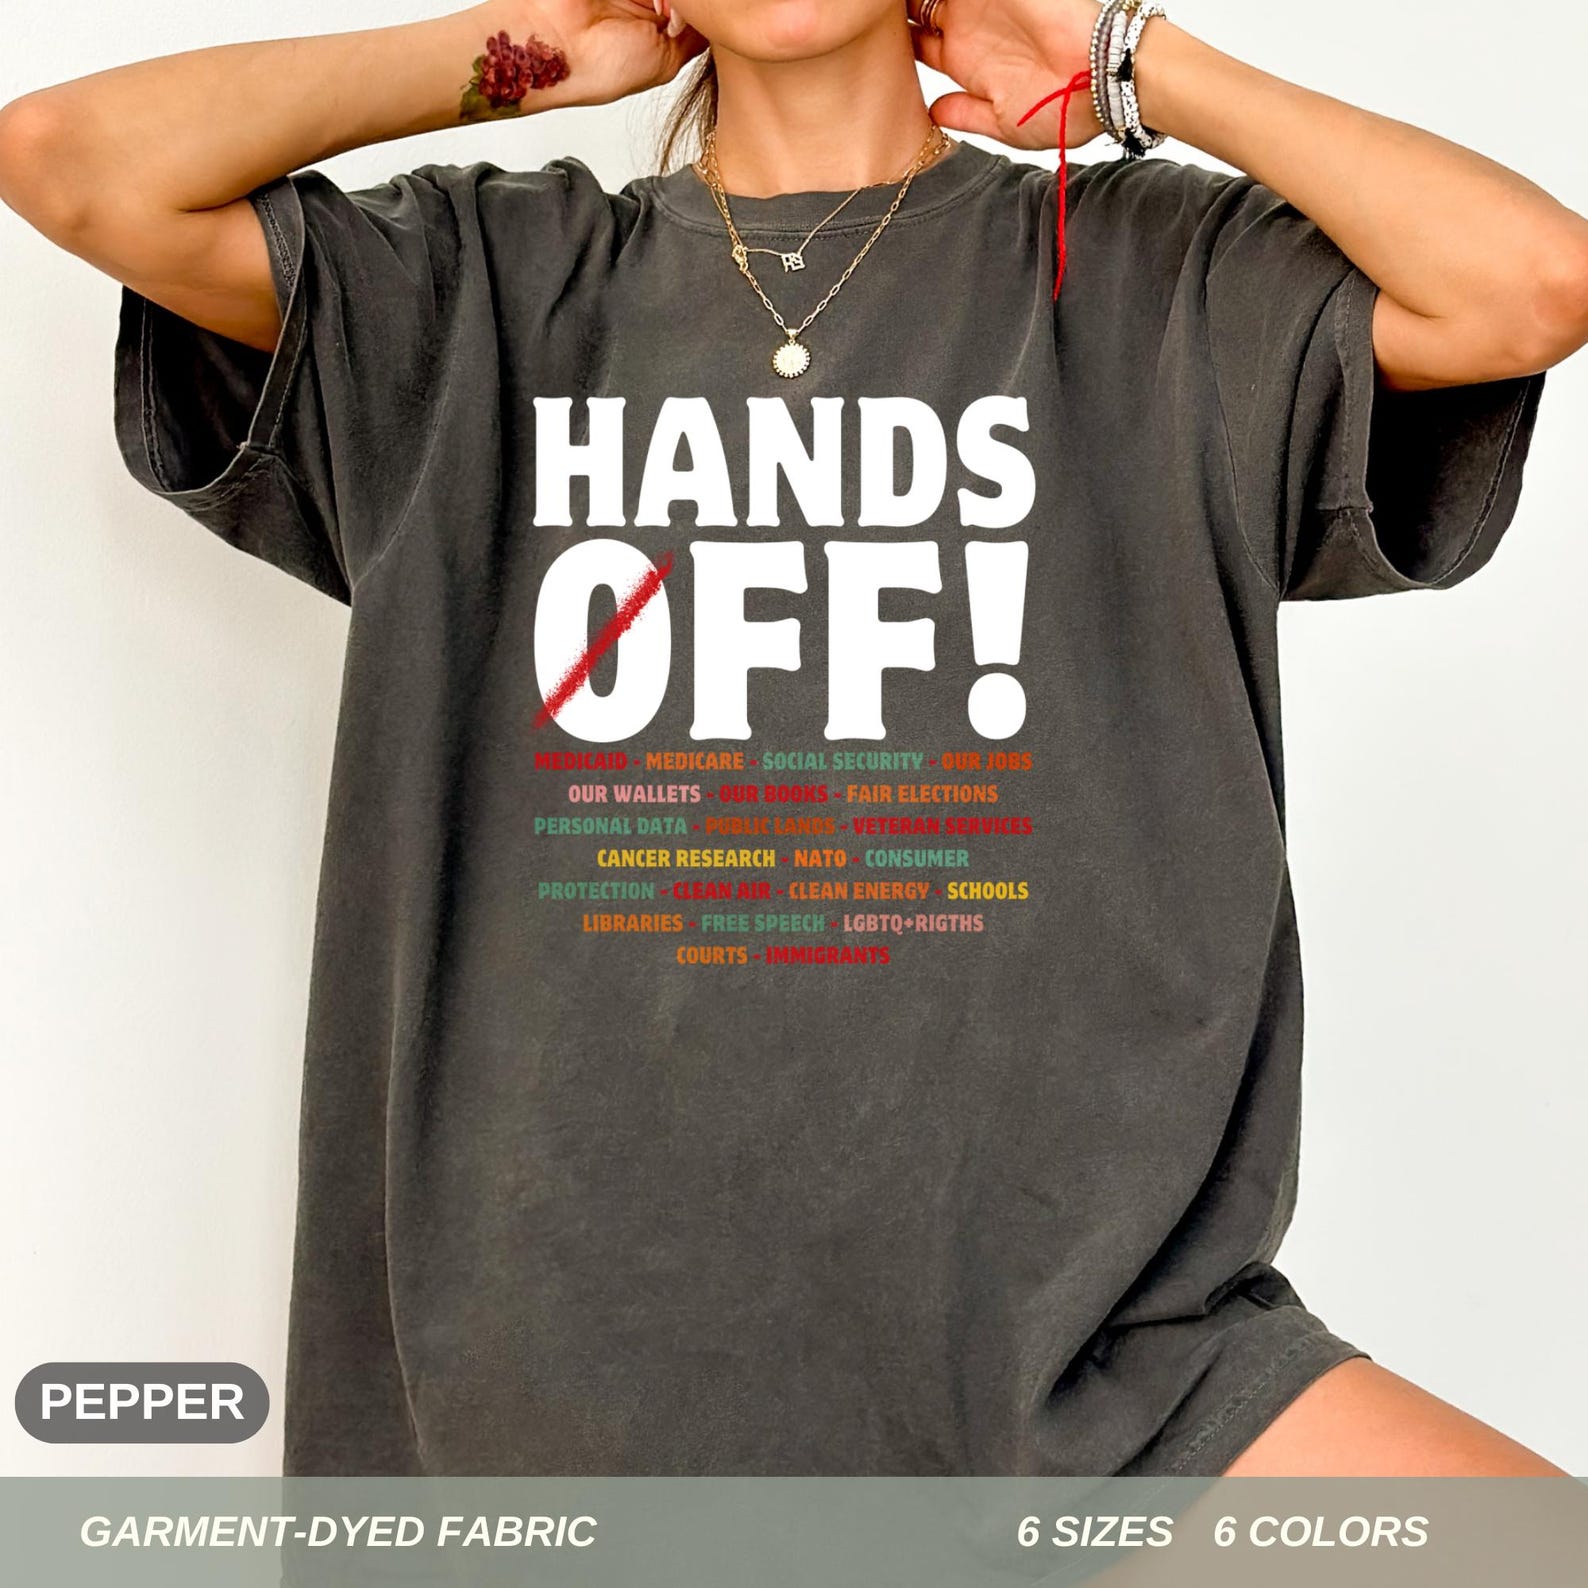 HANDS
OFF!
MEDICAID - MEDICARE - SOCIAL SECURITY - OUR JOBS
OUR WALLETS - OUR BOOKS - FAIR ELECTIONS
PERSONAL DATA - PUBLIC LANDS - VETERAN SERVICES
CANCER RESEARCH - NATO - CONSUMER
PROTECTION - CLEAN AIR - CLEAN ENERGY - SCHOOLS
LIBRARIES - FREE SPEECH - LGBTQ+RIGTHS
COURTS - IMMIGRANTS
PEPPER
GARMENT-DYED FABRIC
6 SIZES 6 COLORS